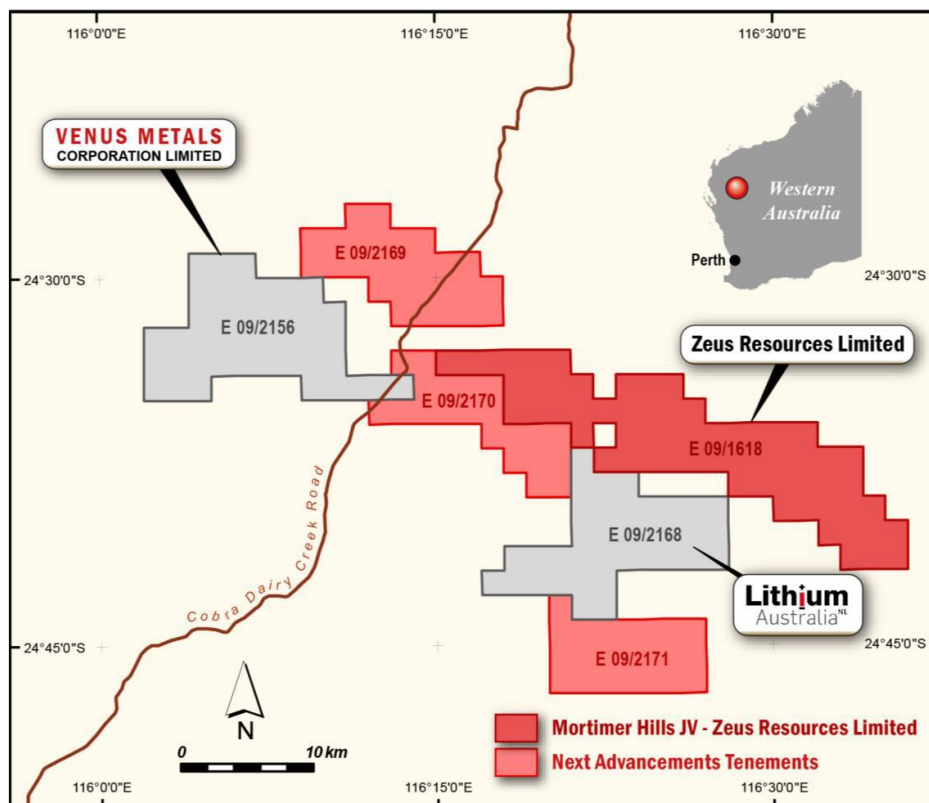 116°0'0"E
116°15'0"E
116°30'0"E
VENUS METALS
CORPORATION LIMITED
Western
Australia
E 09/2169
Perth
24°30'0"S
24°30'0"S
E 09/2156
Zeus Resources Limited
E 09/2170
E 09/1618
Cobra Dairy Creek Road
E 09/2168
Lithium
Australia NL
24°45'0"S
24°45'0"S
E 09/2171
N
Mortimer Hills JV - Zeus Resources Limited
0 10 km
Next Advancements Tenements
116°0'0"E
116°15'0"E
116°30'0"E